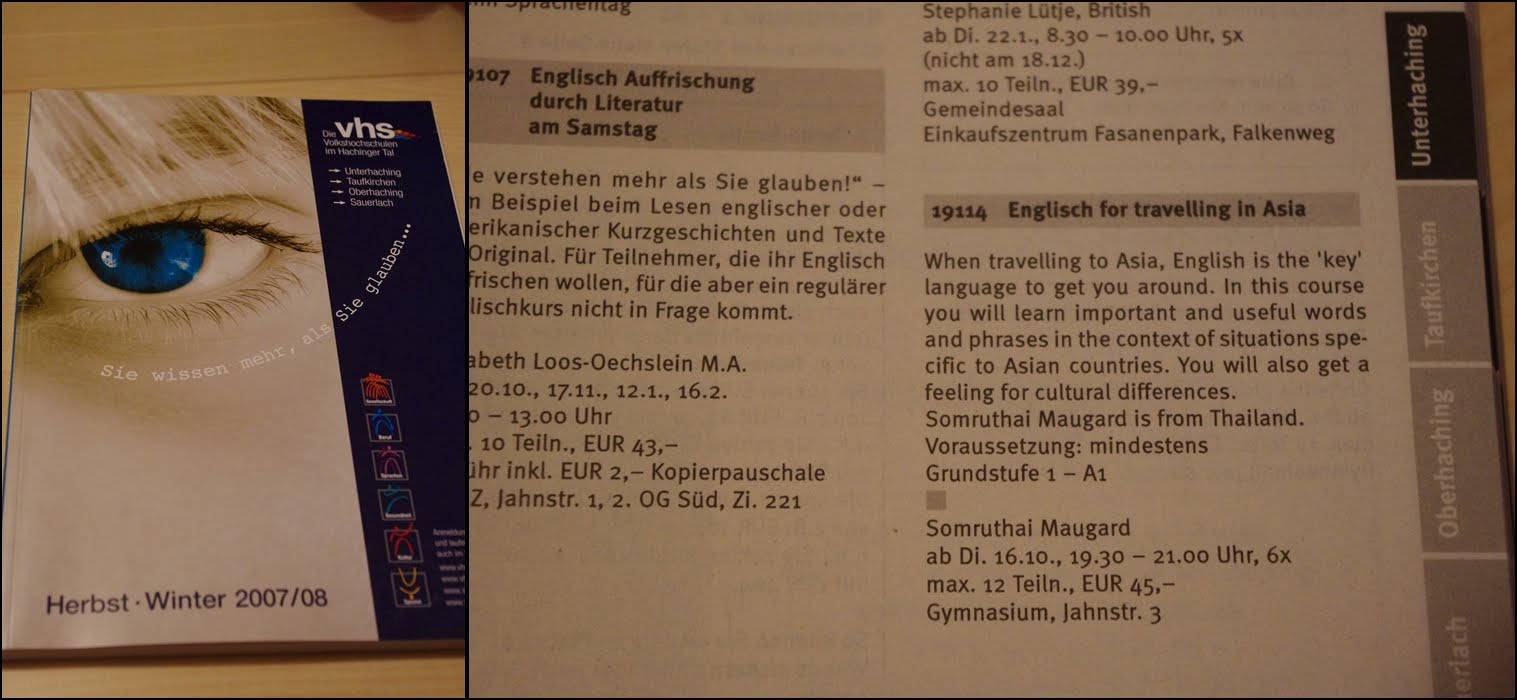 Die vhs
Volkshochschulen
im Hachinger Tal
→ Unterhaching
→ Taufkirchen
→ Oberhaching
→ Sauerlach
Sie wissen mehr, als Sie glauben...
Gesellschaft
Beruf
Sprachen
Gesundheit
Kultur
Herbst · Winter 2007/08
Sprachentag
9107 Englisch Auffrischung
durch Literatur
am Samstag
e verstehen mehr als Sie glauben!“ –
m Beispiel beim Lesen englischer oder
erikanischer Kurzgeschichten und Texte
Original. Für Teilnehmer, die ihr Englisch
frischen wollen, für die aber ein regulärer
lischkurs nicht in Frage kommt.
abeth Loos-Oechslein M.A.
20.10., 17.11., 12.1., 16.2.
0 – 13.00 Uhr
. 10 Teiln., EUR 43,–
ühr inkl. EUR 2,– Kopierpauschale
Z, Jahnstr. 1, 2. OG Süd, Zi. 221
Stephanie Lütje, British
ab Di. 22.1., 8.30 – 10.00 Uhr, 5x
(nicht am 18.12.)
max. 10 Teiln., EUR 39,–
Gemeindesaal
Einkaufszentrum Fasanenpark, Falkenweg
19114 Englisch for travelling in Asia
When travelling to Asia, English is the 'key'
language to get you around. In this course
you will learn important and useful words
and phrases in the context of situations spe-
cific to Asian countries. You will also get a
feeling for cultural differences.
Somruthai Maugard is from Thailand.
Voraussetzung: mindestens
Grundstufe 1 – A1
Somruthai Maugard
ab Di. 16.10., 19.30 – 21.00 Uhr, 6x
max. 12 Teiln., EUR 45,–
Gymnasium, Jahnstr. 3
Unterhaching
Taufkirchen
Oberhaching
erlach